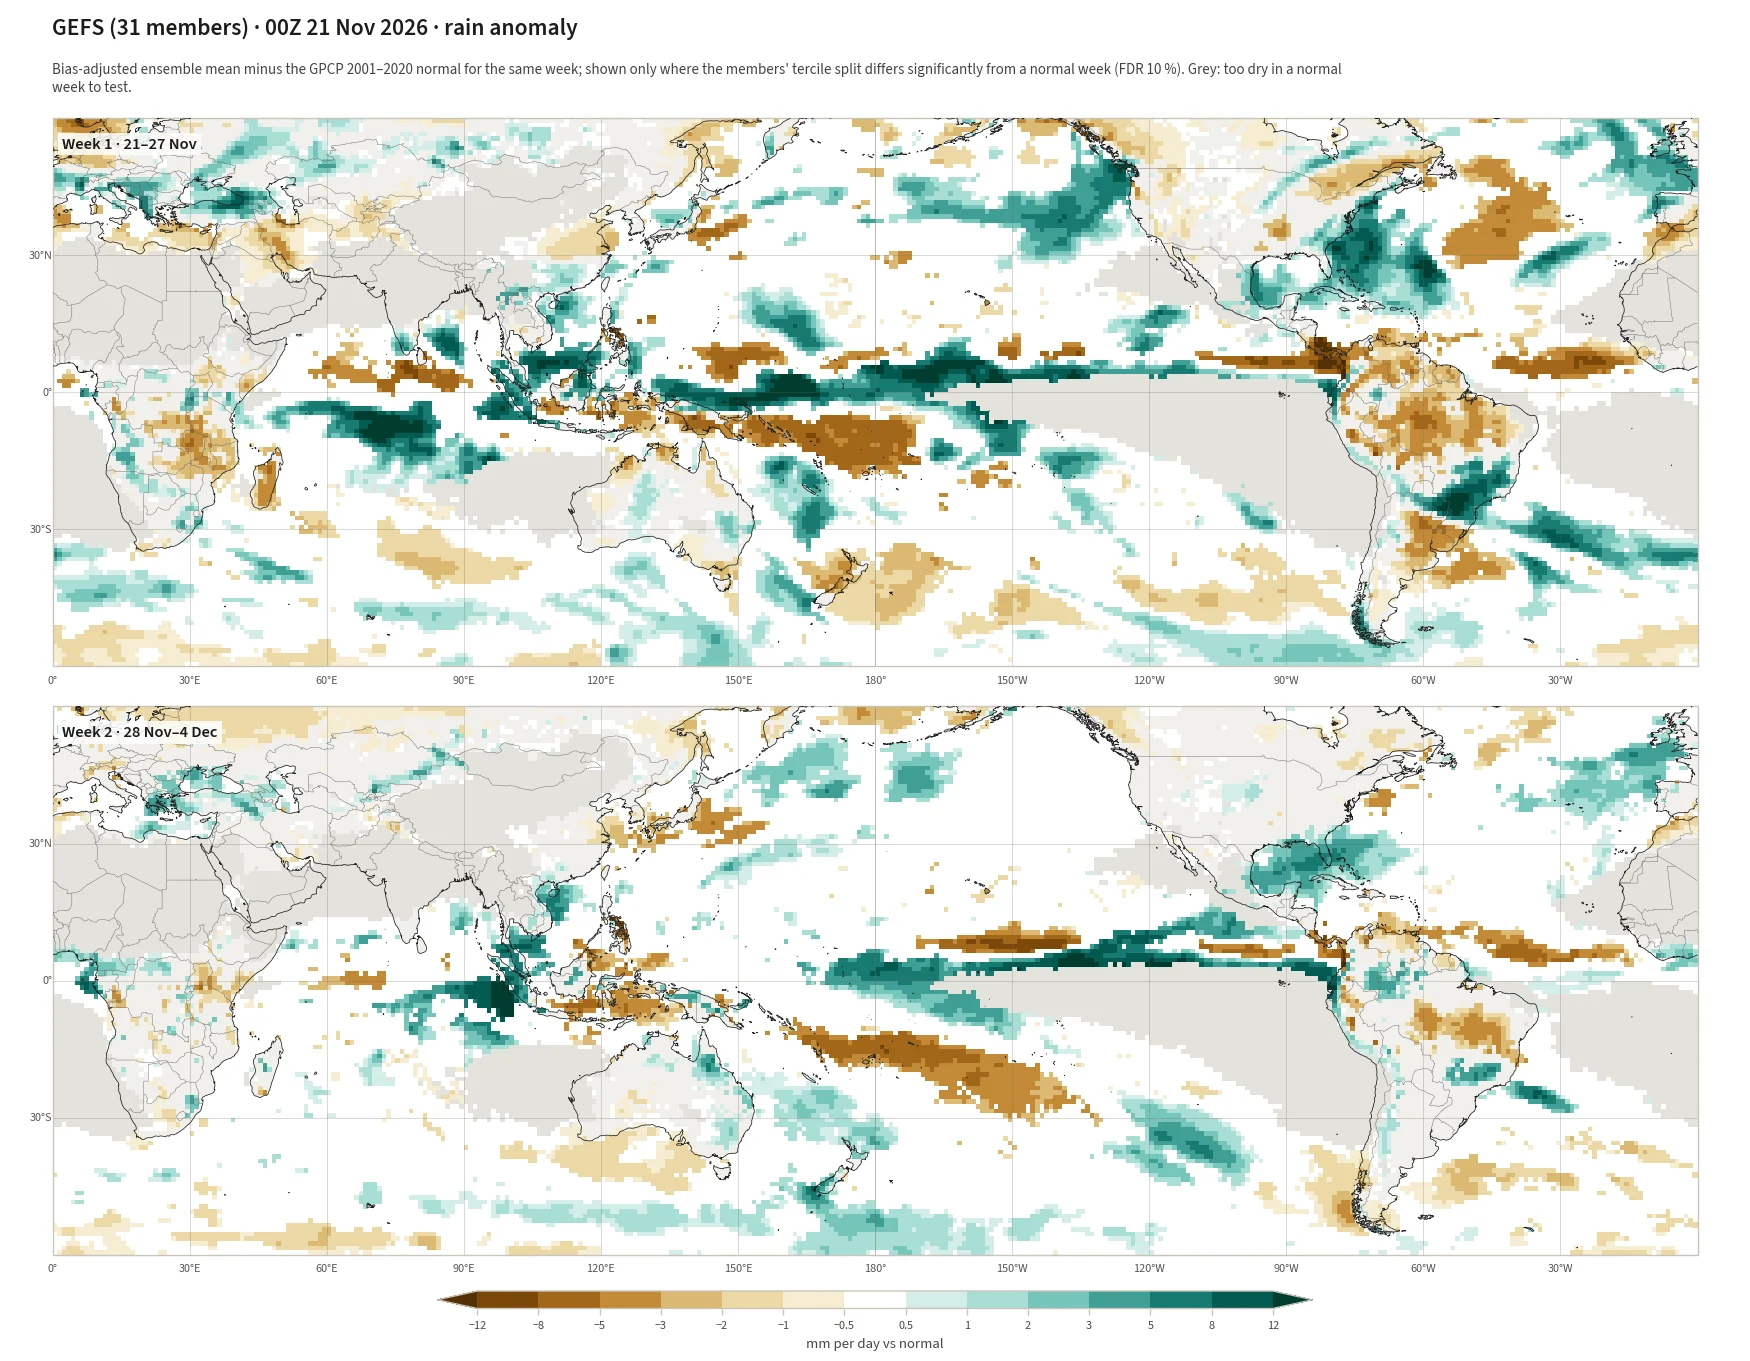 GEFS (31 members) · 00Z 21 Nov 2026 · rain anomaly
Bias-adjusted ensemble mean minus the GPCP 2001–2020 normal for the same week; shown only where the members' tercile split differs significantly from a normal week (FDR 10 %). Grey: too dry in a normal
week to test.
Week 1 · 21–27 Nov
30°N
0°
30°S
0° 30°E 60°E 90°E 120°E 150°E 180° 150°W 120°W 90°W 60°W 30°W
Week 2 · 28 Nov–4 Dec
30°N
0°
30°S
0° 30°E 60°E 90°E 120°E 150°E 180° 150°W 120°W 90°W 60°W 30°W
−12 −8 −5 −3 −2 −1 −0.5 0.5 1 2 3 5 8 12
mm per day vs normal